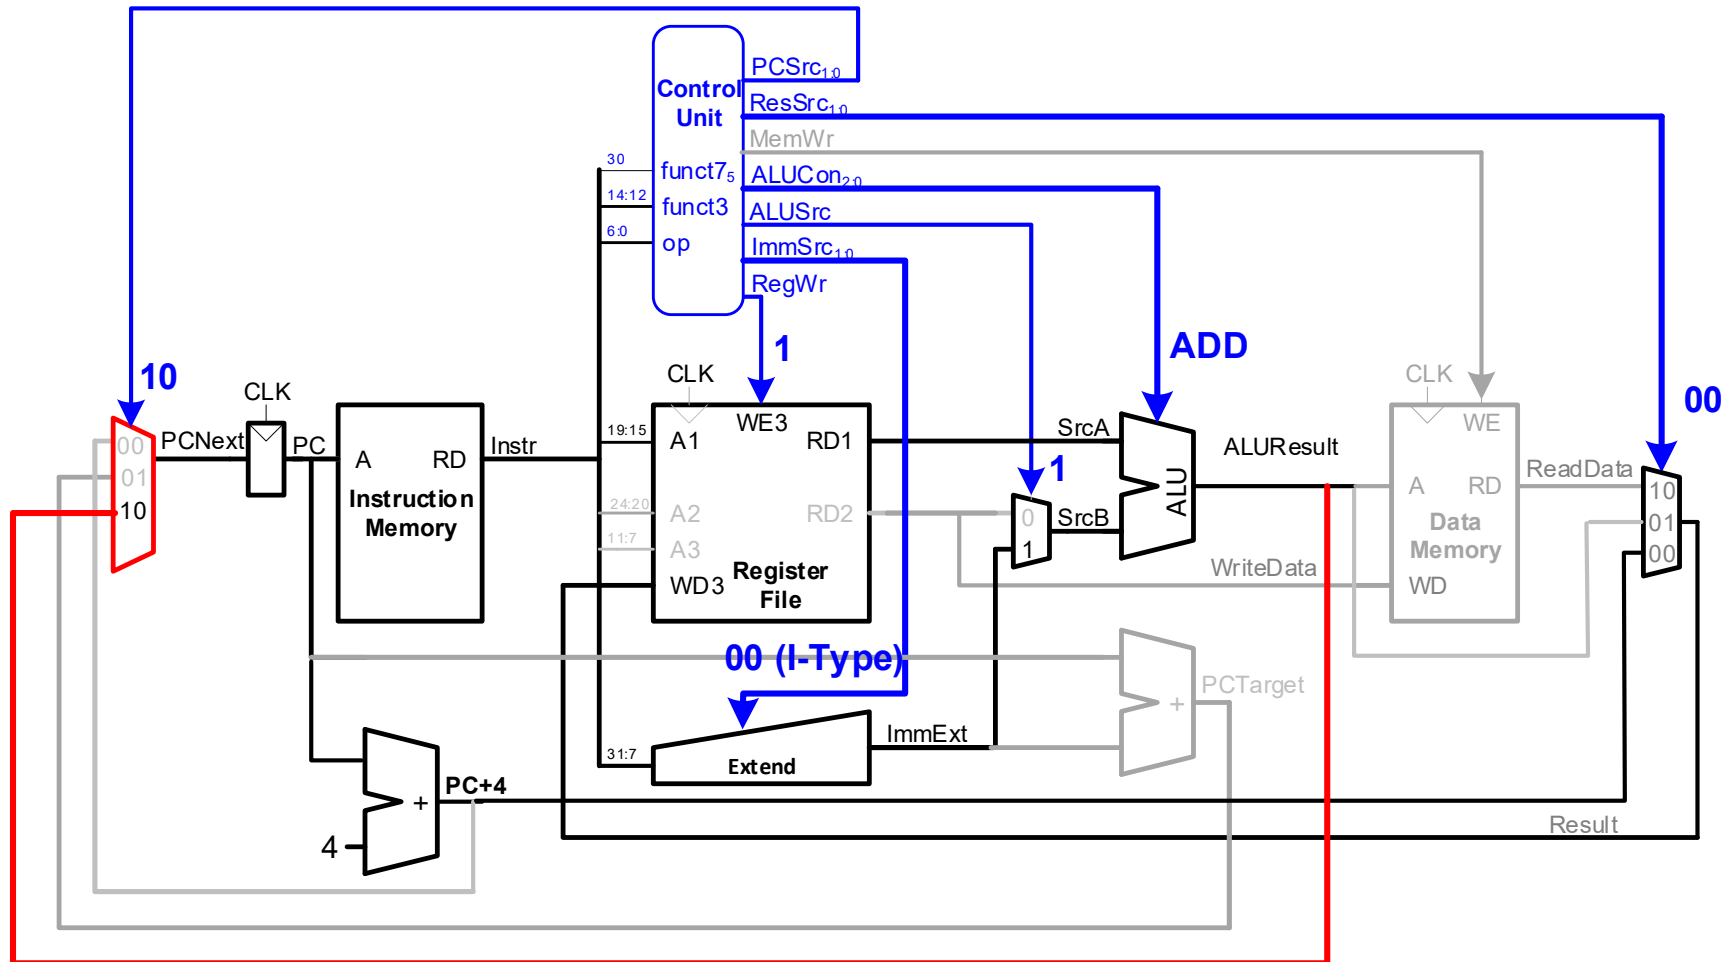 PCSrc1:0
Control
Unit
ResSrc1:0
MemWr
30
funct75
ALUCon2:0
14:12
funct3
ALUSrc
6:0
op
ImmSrc1:0
RegWr
10
1
ADD
00
CLK
CLK
CLK
00
PCNext
PC
01
10
A
RD
Instr
Instruction
Memory
19:15
A1
WE3
RD1
24:20
A2
RD2
11:7
A3
WD3
Register
File
SrcA
1
0
SrcB
1
ALU
ALUResult
WriteData
WE
A
RD
ReadData
Data
Memory
WD
10
01
00
00 (I-Type)
PCTarget
+
31:7
Extend
ImmExt
PC+4
+
4
Result